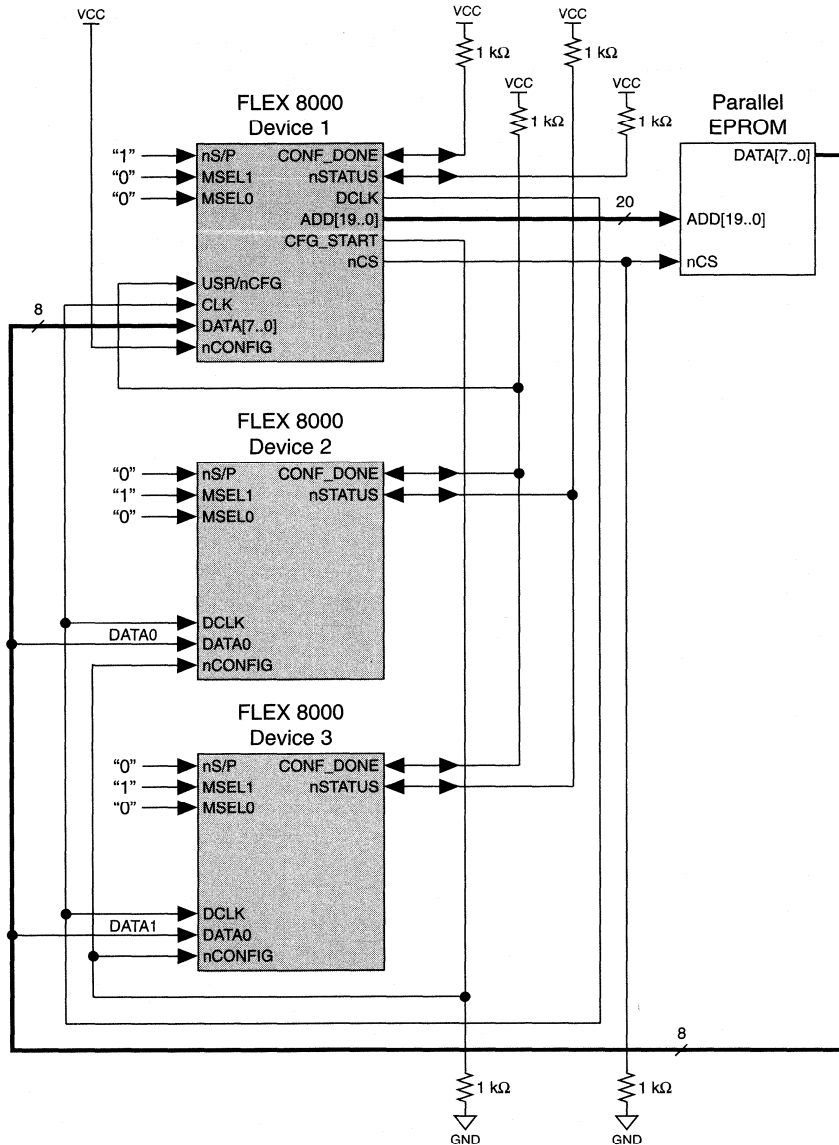 VCC
VCC
VCC
1 kΩ
1 kΩ
VCC
VCC
1 kΩ
1 kΩ
FLEX 8000
Device 1
"1"
nS/P
CONF_DONE
"0"
MSEL1
nSTATUS
"0"
MSEL0
DCLK
ADD[19..0]
CFG_START
nCS
USR/nCFG
CLK
8
DATA[7..0]
nCONFIG
Parallel
EPROM
DATA[7..0]
20
ADD[19..0]
nCS
FLEX 8000
Device 2
"0"
nS/P
CONF_DONE
"1"
MSEL1
nSTATUS
"0"
MSEL0
DCLK
DATA0
DATA0
nCONFIG
FLEX 8000
Device 3
"0"
nS/P
CONF_DONE
"1"
MSEL1
nSTATUS
"0"
MSEL0
DCLK
DATA1
DATA0
nCONFIG
8
1 kΩ
1 kΩ
GND
GND